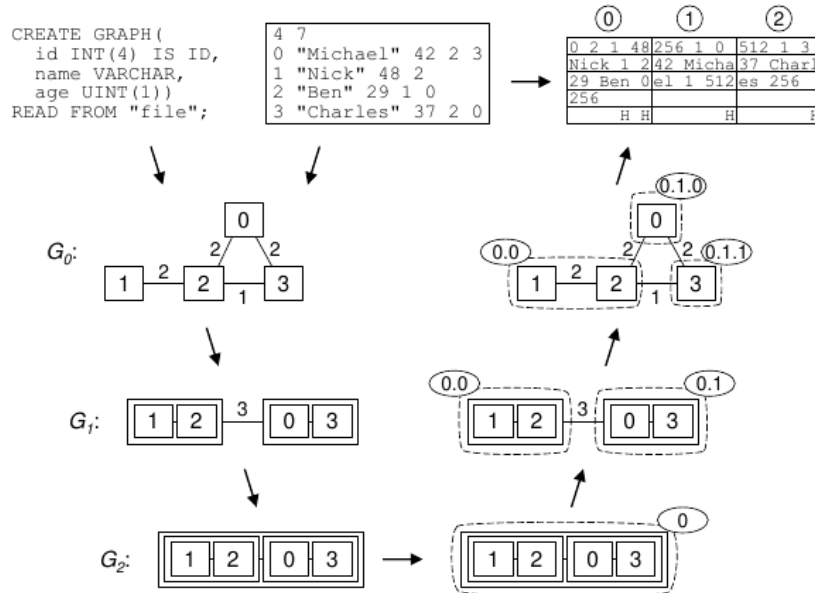 CREATE GRAPH(
id INT(4) IS ID,
name VARCHAR,
age UINT(1))
READ FROM "file";
4 7
0 "Michael" 42 2 3
1 "Nick" 48 2
2 "Ben" 29 1 0
3 "Charles" 37 2 0
0 1 2
0 2 1 48 256 1 0 512 1 3
Nick 1 2 42 Micha 37 Charl
29 Ben 0 el 1 512 es 256
256
H H H H
G0:
0
2 2
1 2 2 1 3
0.1.0
0.0
0
2 2
0.1.1
1 2 2 1 3
G1:
1 2 3 0 3
0.0 0.1
1 2 3 0 3
G2:
1 2 0 3
0
1 2 0 3